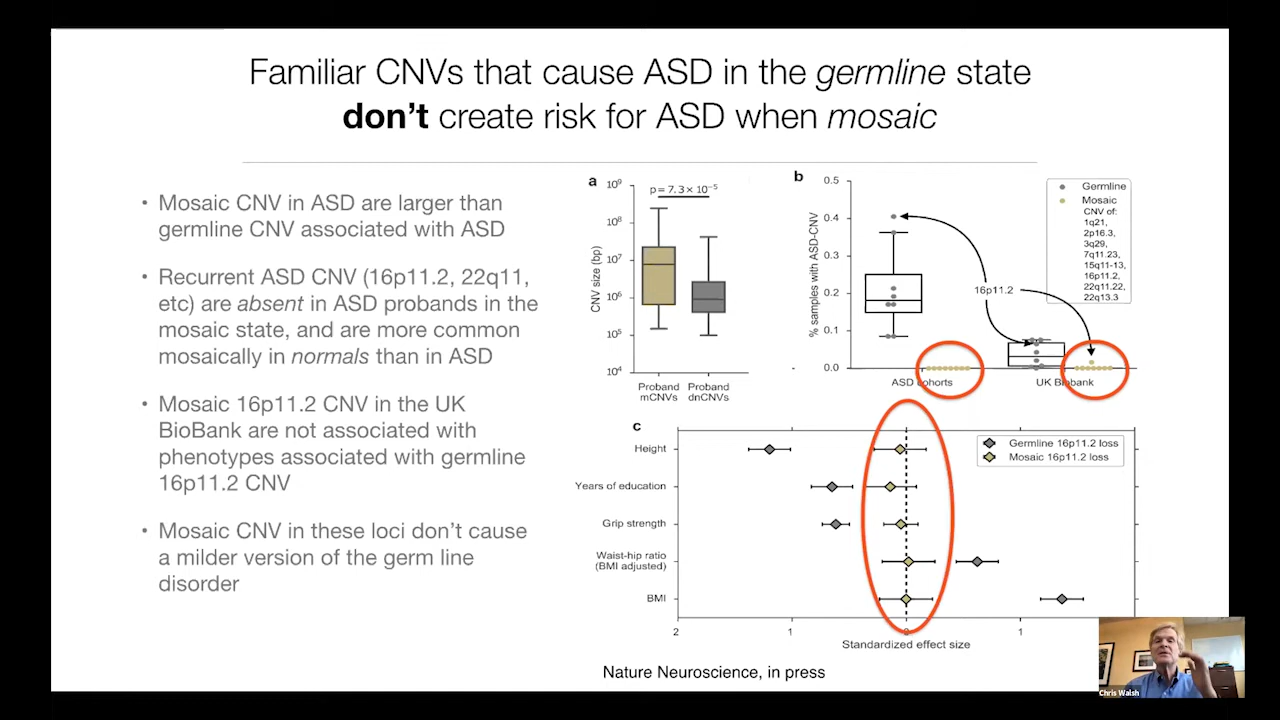 Familiar CNVs that cause ASD in the germline state
don't create risk for ASD when mosaic
• Mosaic CNV in ASD are larger than
germline CNV associated with ASD
• Recurrent ASD CNV (16p11.2, 22q11,
etc) are absent in ASD probands in the
mosaic state, and are more common
mosaically in normals than in ASD
• Mosaic 16p11.2 CNV in the UK
BioBank are not associated with
phenotypes associated with germline
16p11.2 CNV
• Mosaic CNV in these loci don't cause
a milder version of the germ line
disorder
a
p = 7.3 × 10⁻⁵
CNV size (bp)
10⁹
10⁸
10⁷
10⁶
10⁵
10⁴
Proband
mCNVs
Proband
dnCNVs
b
% samples with ASD-CNV
0.5
0.4
0.3
0.2
0.1
0.0
16p11.2
ASD cohorts
UK Biobank
Germline
Mosaic
CNV of:
1q21,
2p16.3,
3q29,
7q11.23,
15q11-13,
16p11.2,
22q11.22,
22q13.3
c
Height
Years of education
Grip strength
Waist-hip ratio
(BMI adjusted)
BMI
Germline 16p11.2 loss
Mosaic 16p11.2 loss
2
1
0
1
Standardized effect size
Nature Neuroscience, in press
Chris Walsh